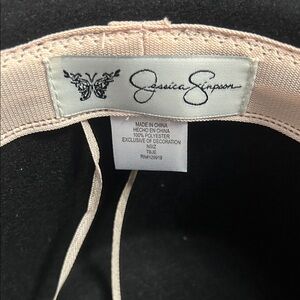 Jessica Simpson
MADE IN CHINA
HECHO EN CHINA
100% POLYESTER
EXCLUSIVE OF DECORATION